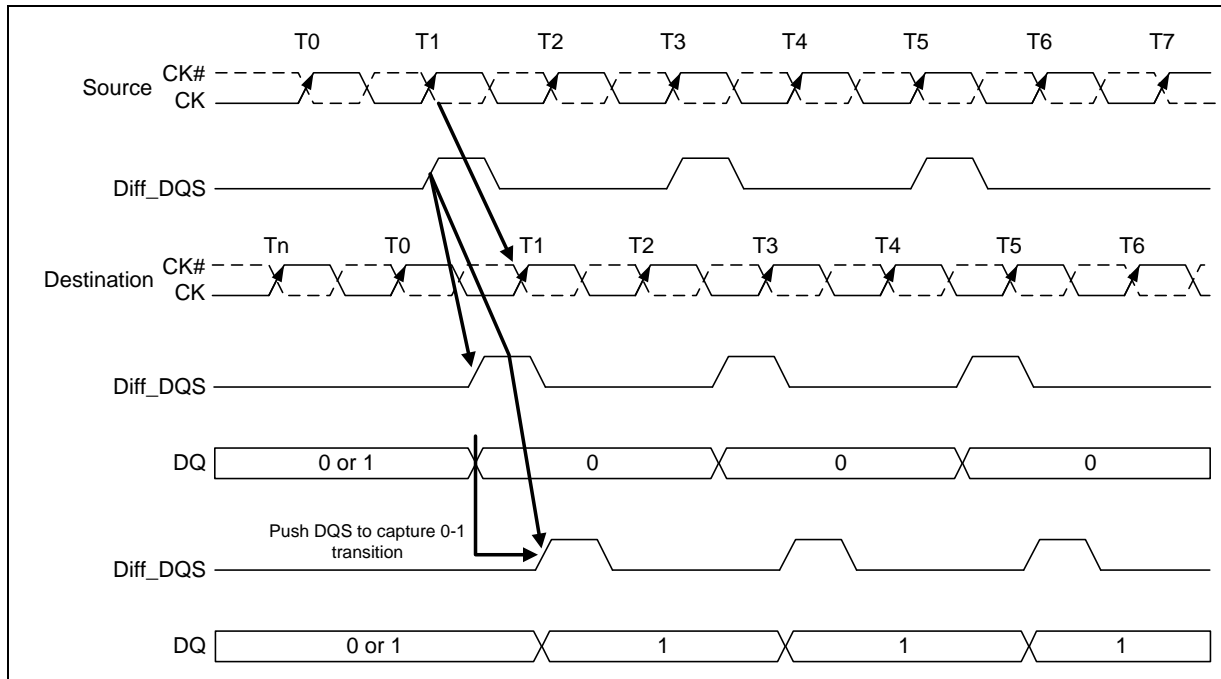 T0 T1 T2 T3 T4 T5 T6 T7
Source CK#
CK
Diff_DQS
Tn T0 T1 T2 T3 T4 T5 T6
Destination CK#
CK
Diff_DQS
DQ 0 or 1 0 0 0
Push DQS to capture 0-1
transition
Diff_DQS
DQ 0 or 1 1 1 1